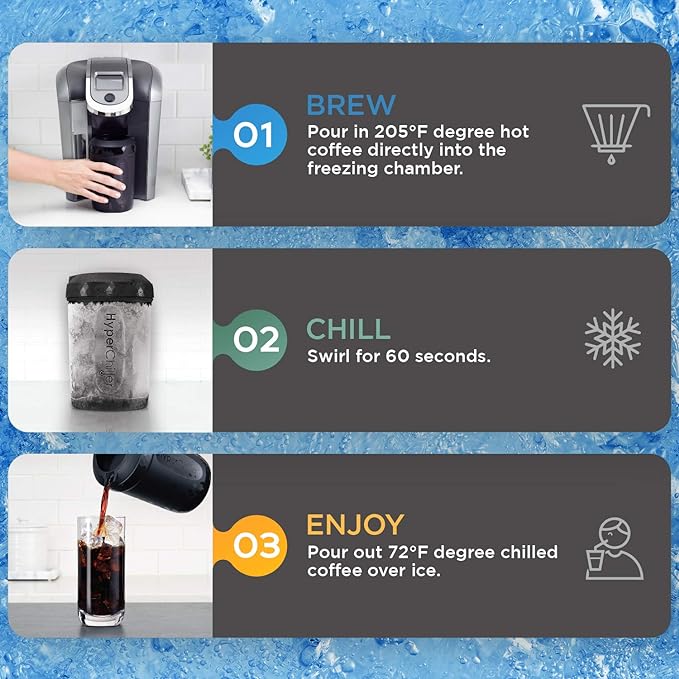 01
BREW
Pour in 205°F degree hot
coffee directly into the
freezing chamber.
HyperChiller
02
CHILL
Swirl for 60 seconds.
03
ENJOY
Pour out 72°F degree chilled
coffee over ice.